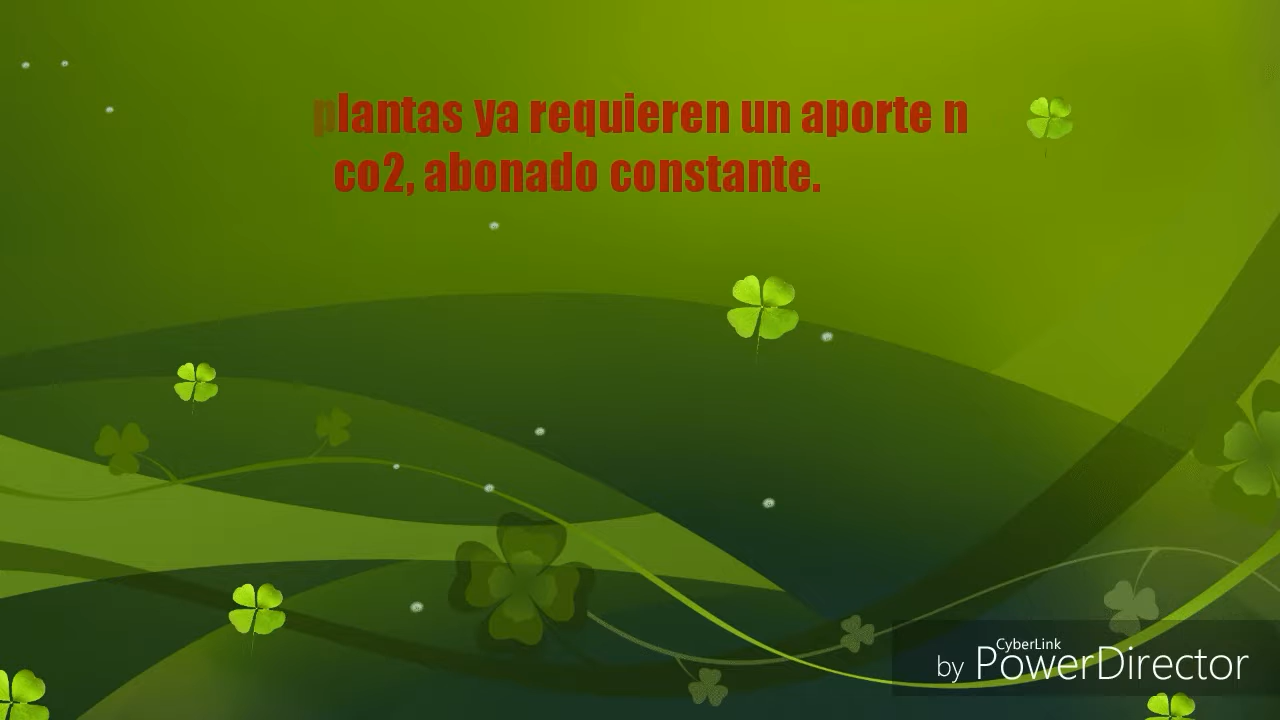 plantas ya requieren un aporte n
co2, abonado constante.
by CyberLink PowerDirector